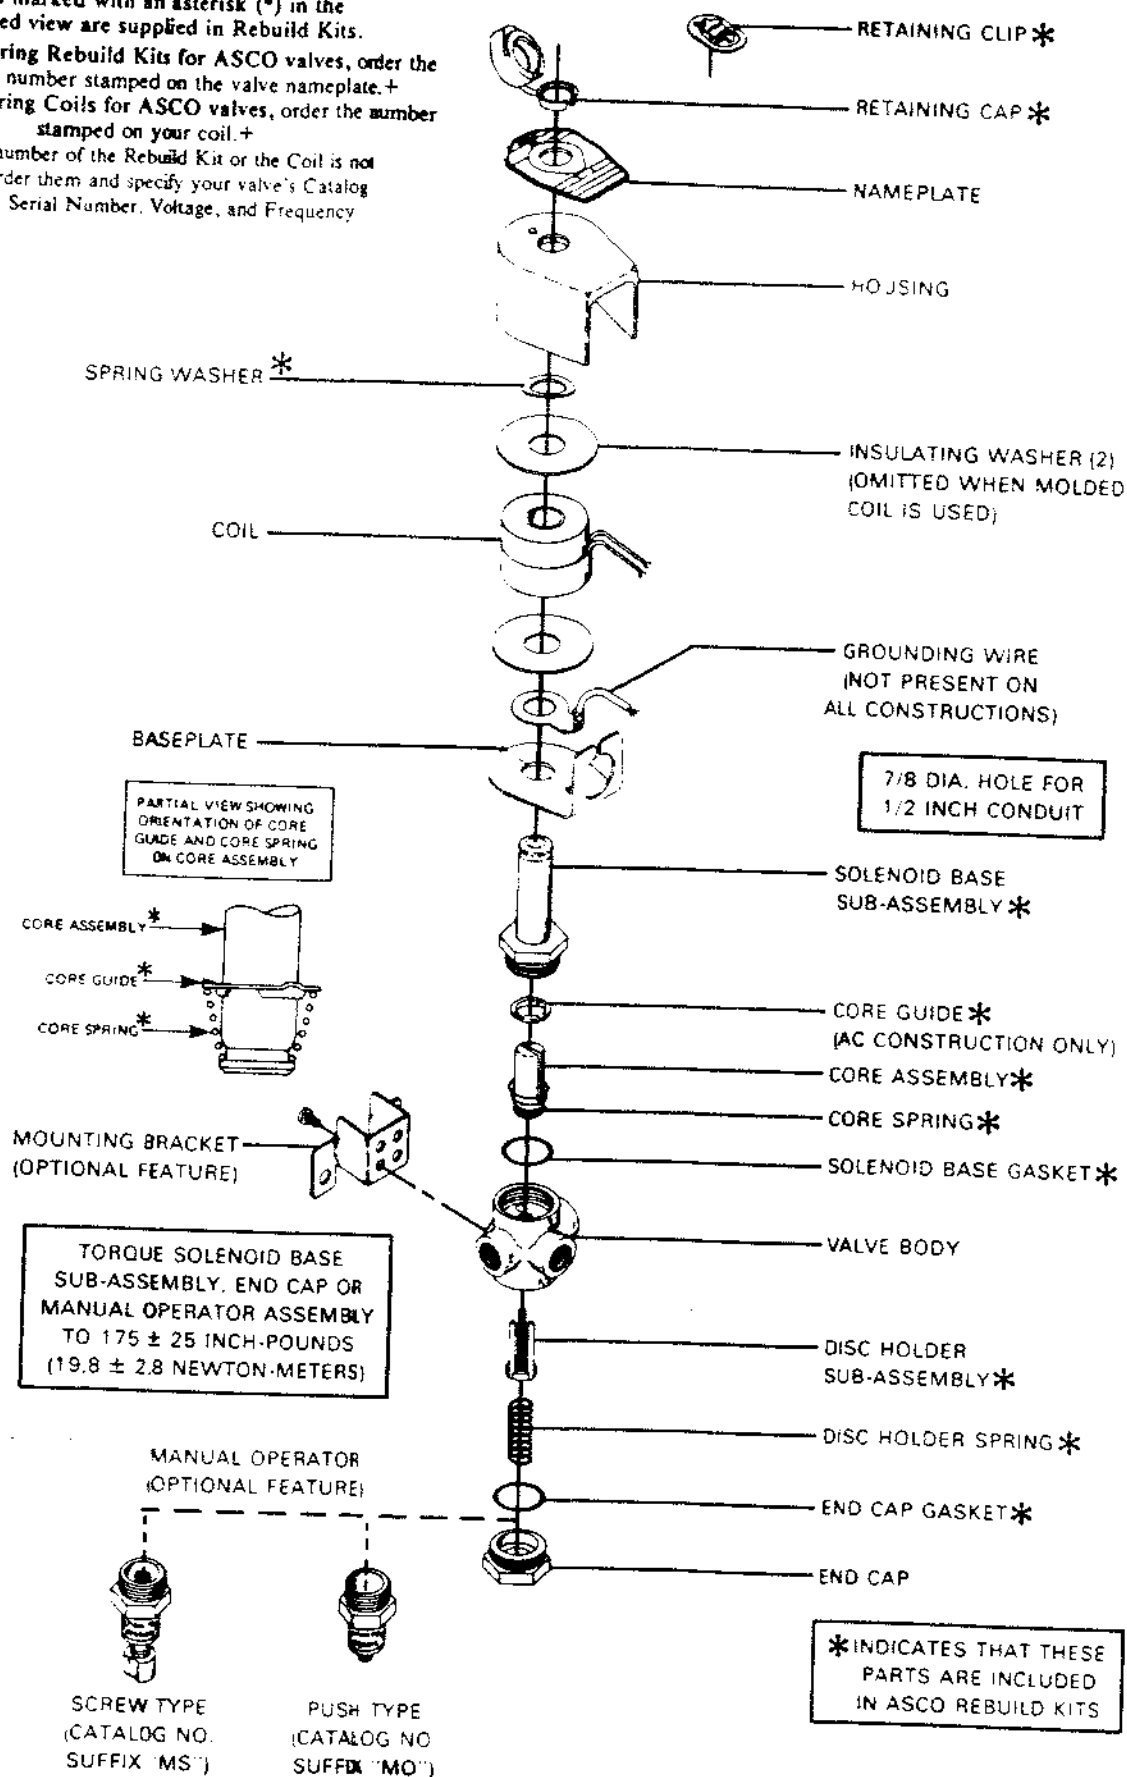 marked with an asterisk (*) in the
ed view are supplied in Rebuild Kits.
ring Rebuild Kits for ASCO valves, order the
number stamped on the valve nameplate.+
ring Coils for ASCO valves, order the number
stamped on your coil.+
number of the Rebuild Kit or the Coil is not
rder them and specify your valve's Catalog
Serial Number, Voltage, and Frequency
RETAINING CLIP*
RETAINING CAP*
NAMEPLATE
HOUSING
SPRING WASHER*
INSULATING WASHER (2)
(OMITTED WHEN MOLDED
COIL IS USED)
COIL
GROUNDING WIRE
(NOT PRESENT ON
ALL CONSTRUCTIONS)
BASEPLATE
7/8 DIA. HOLE FOR
1/2 INCH CONDUIT
PARTIAL VIEW SHOWING
ORIENTATION OF CORE
GUIDE AND CORE SPRING
ON CORE ASSEMBLY
SOLENOID BASE
SUB-ASSEMBLY*
CORE ASSEMBLY*
CORE GUIDE*
CORE SPRING*
CORE GUIDE*
(AC CONSTRUCTION ONLY)
CORE ASSEMBLY*
CORE SPRING*
MOUNTING BRACKET
(OPTIONAL FEATURE)
SOLENOID BASE GASKET*
VALVE BODY
TORQUE SOLENOID BASE
SUB-ASSEMBLY, END CAP OR
MANUAL OPERATOR ASSEMBLY
TO 175 ± 25 INCH-POUNDS
(19.8 ± 2.8 NEWTON-METERS)
DISC HOLDER
SUB-ASSEMBLY*
DISC HOLDER SPRING*
MANUAL OPERATOR
(OPTIONAL FEATURE)
END CAP GASKET*
END CAP
SCREW TYPE
(CATALOG NO.
SUFFIX "MS")
PUSH TYPE
(CATALOG NO
SUFFIX "MO")
*INDICATES THAT THESE
PARTS ARE INCLUDED
IN ASCO REBUILD KITS